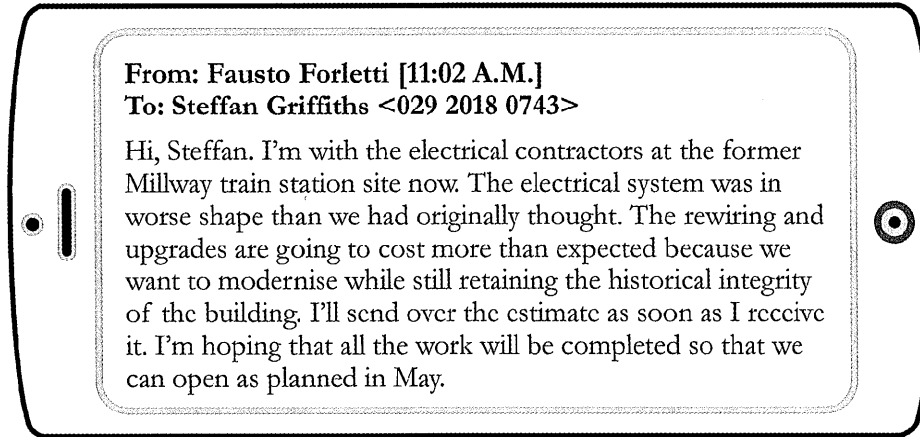 From: Fausto Forletti [11:02 A.M.]
To: Steffan Griffiths <029 2018 0743>
Hi, Steffan. I'm with the electrical contractors at the former
Millway train station site now. The electrical system was in
worse shape than we had originally thought. The rewiring and
upgrades are going to cost more than expected because we
want to modernise while still retaining the historical integrity
of the building. I'll send over the estimate as soon as I receive
it. I'm hoping that all the work will be completed so that we
can open as planned in May.